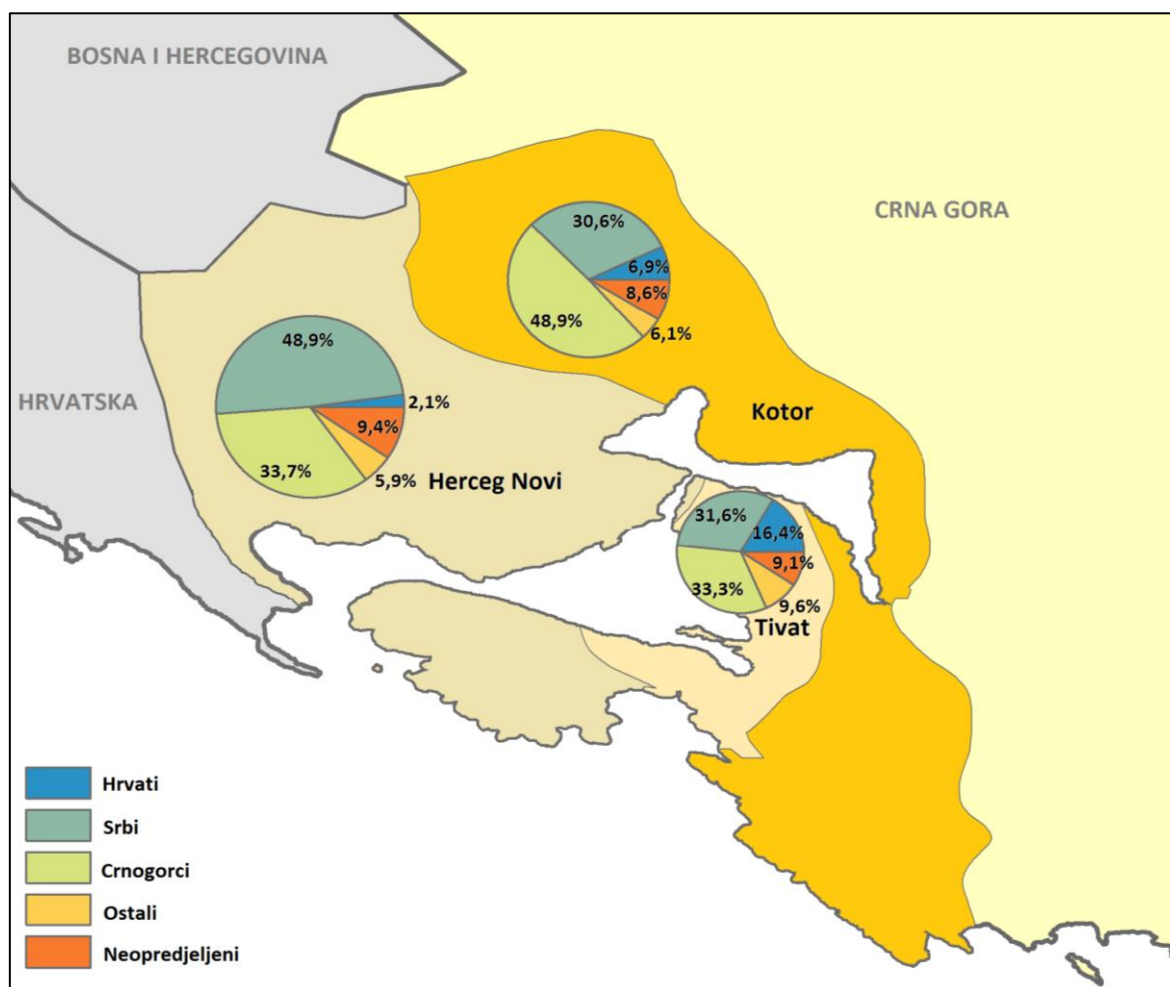 BOSNA I HERCEGOVINA
CRNA GORA
30,6%
6,9%
8,6%
48,9%
6,1%
HRVATSKA
48,9%
2,1%
9,4%
33,7%
5,9%
Herceg Novi
Kotor
31,6%
16,4%
9,1%
33,3%
9,6%
Tivat
Hrvati
Srbi
Crnogorci
Ostali
Neopredjeljeni